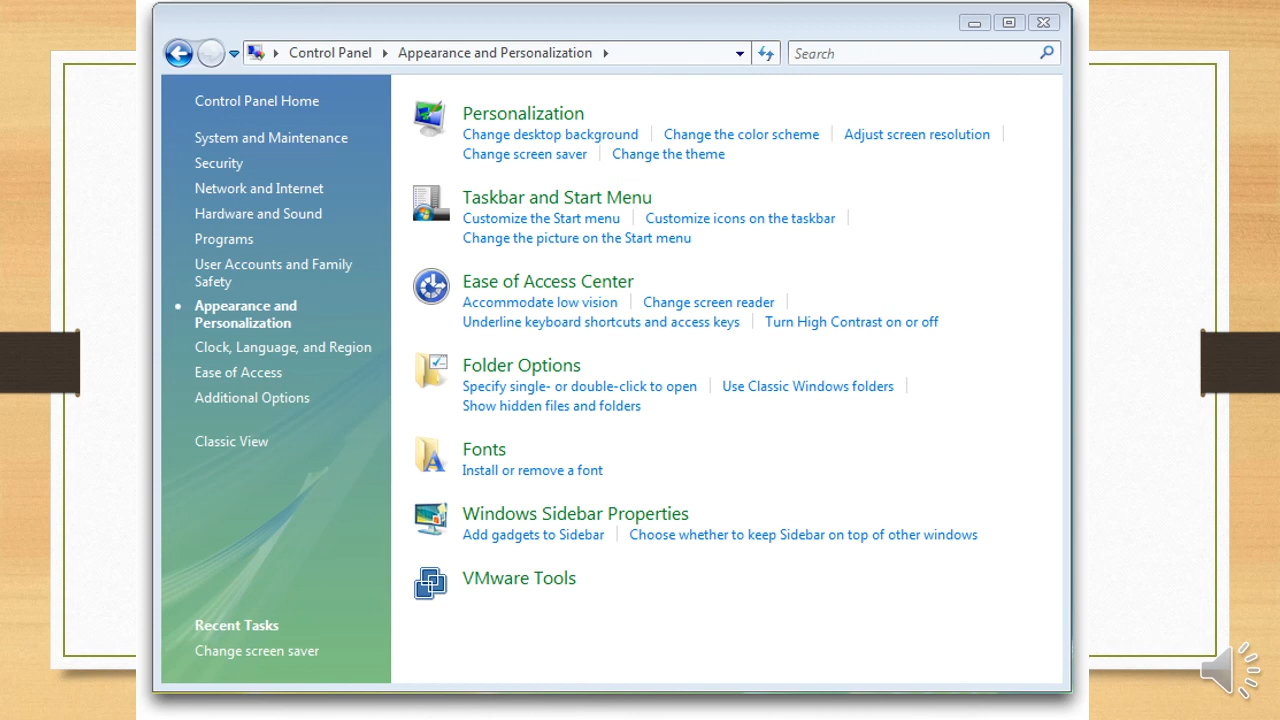 Control Panel Appearance and Personalization Search
Control Panel Home
System and Maintenance
Security
Network and Internet
Hardware and Sound
Programs
User Accounts and Family
Safety
Appearance and
Personalization
Clock, Language, and Region
Ease of Access
Additional Options
Classic View
Recent Tasks
Change screen saver
Personalization
Change desktop background Change the color scheme Adjust screen resolution
Change screen saver Change the theme
Taskbar and Start Menu
Customize the Start menu Customize icons on the taskbar
Change the picture on the Start menu
Ease of Access Center
Accommodate low vision Change screen reader
Underline keyboard shortcuts and access keys Turn High Contrast on or off
Folder Options
Specify single- or double-click to open Use Classic Windows folders
Show hidden files and folders
Fonts
Install or remove a font
Windows Sidebar Properties
Add gadgets to Sidebar Choose whether to keep Sidebar on top of other windows
VMware Tools